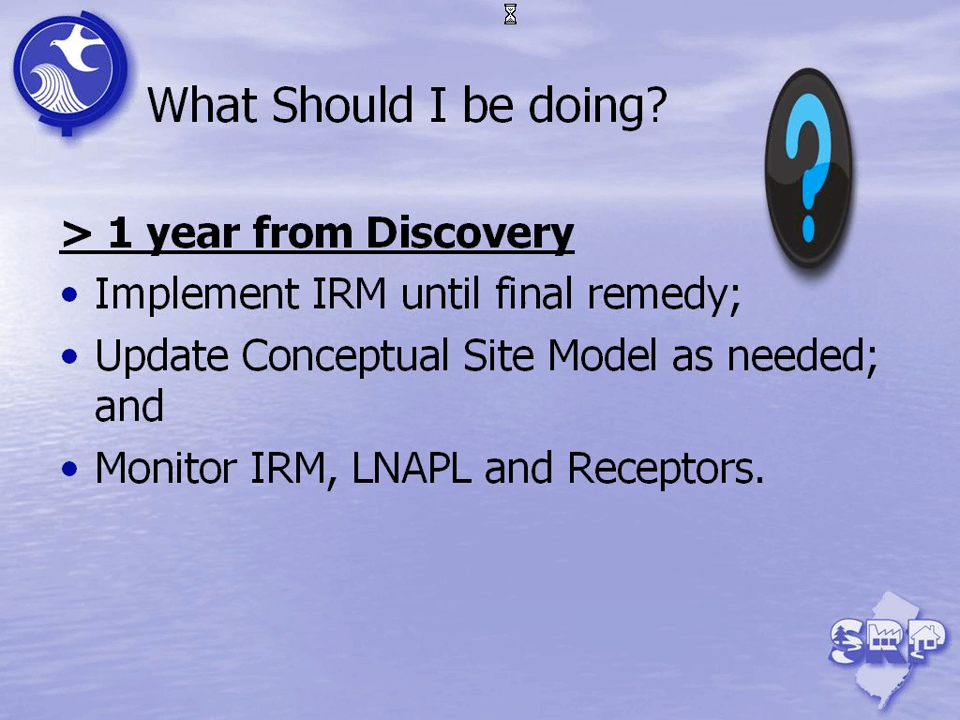 What Should I be doing?
?
> 1 year from Discovery
• Implement IRM until final remedy;
• Update Conceptual Site Model as needed;
and
• Monitor IRM, LNAPL and Receptors.
SRP